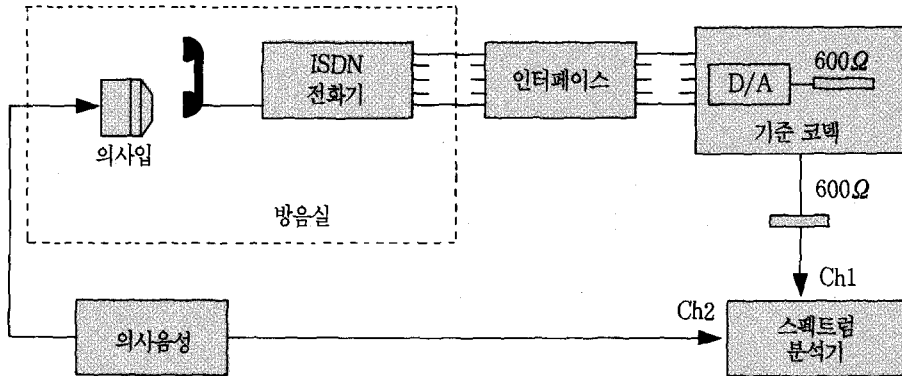 ISDN
전화기
인터페이스
600Ω
D/A
기준 코덱
의사입
방음실
600Ω
Ch1
Ch2
의사음성
스펙트럼
분석기